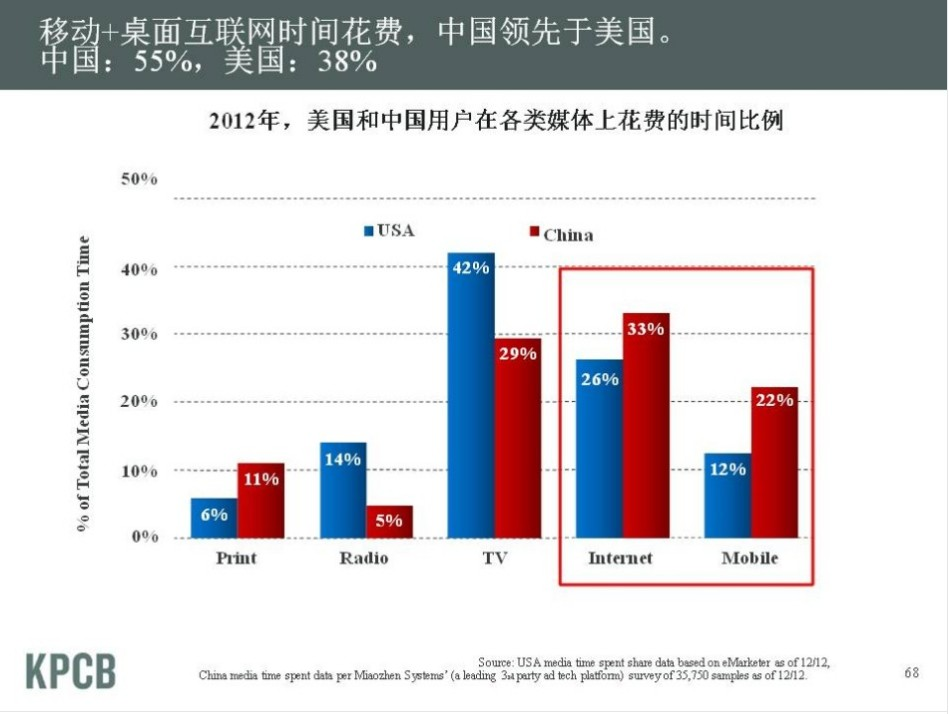 移动+桌面互联网时间花费，中国领先于美国。
中国：55%，美国：38%
2012年，美国和中国用户在各类媒体上花费的时间比例
50%
USA
China
% of Total Media Consumption Time
40%
42%
30%
33%
29%
26%
20%
22%
14%
12%
10%
11%
6%
5%
0%
Print
Radio
TV
Internet
Mobile
KPCB
Source: USA media time spent share data based on eMarketer as of 12/12,
China media time spent data per Miaozhen Systems' (a leading 3rd party ad tech platform) survey of 35,750 samples as of 12/12.
68